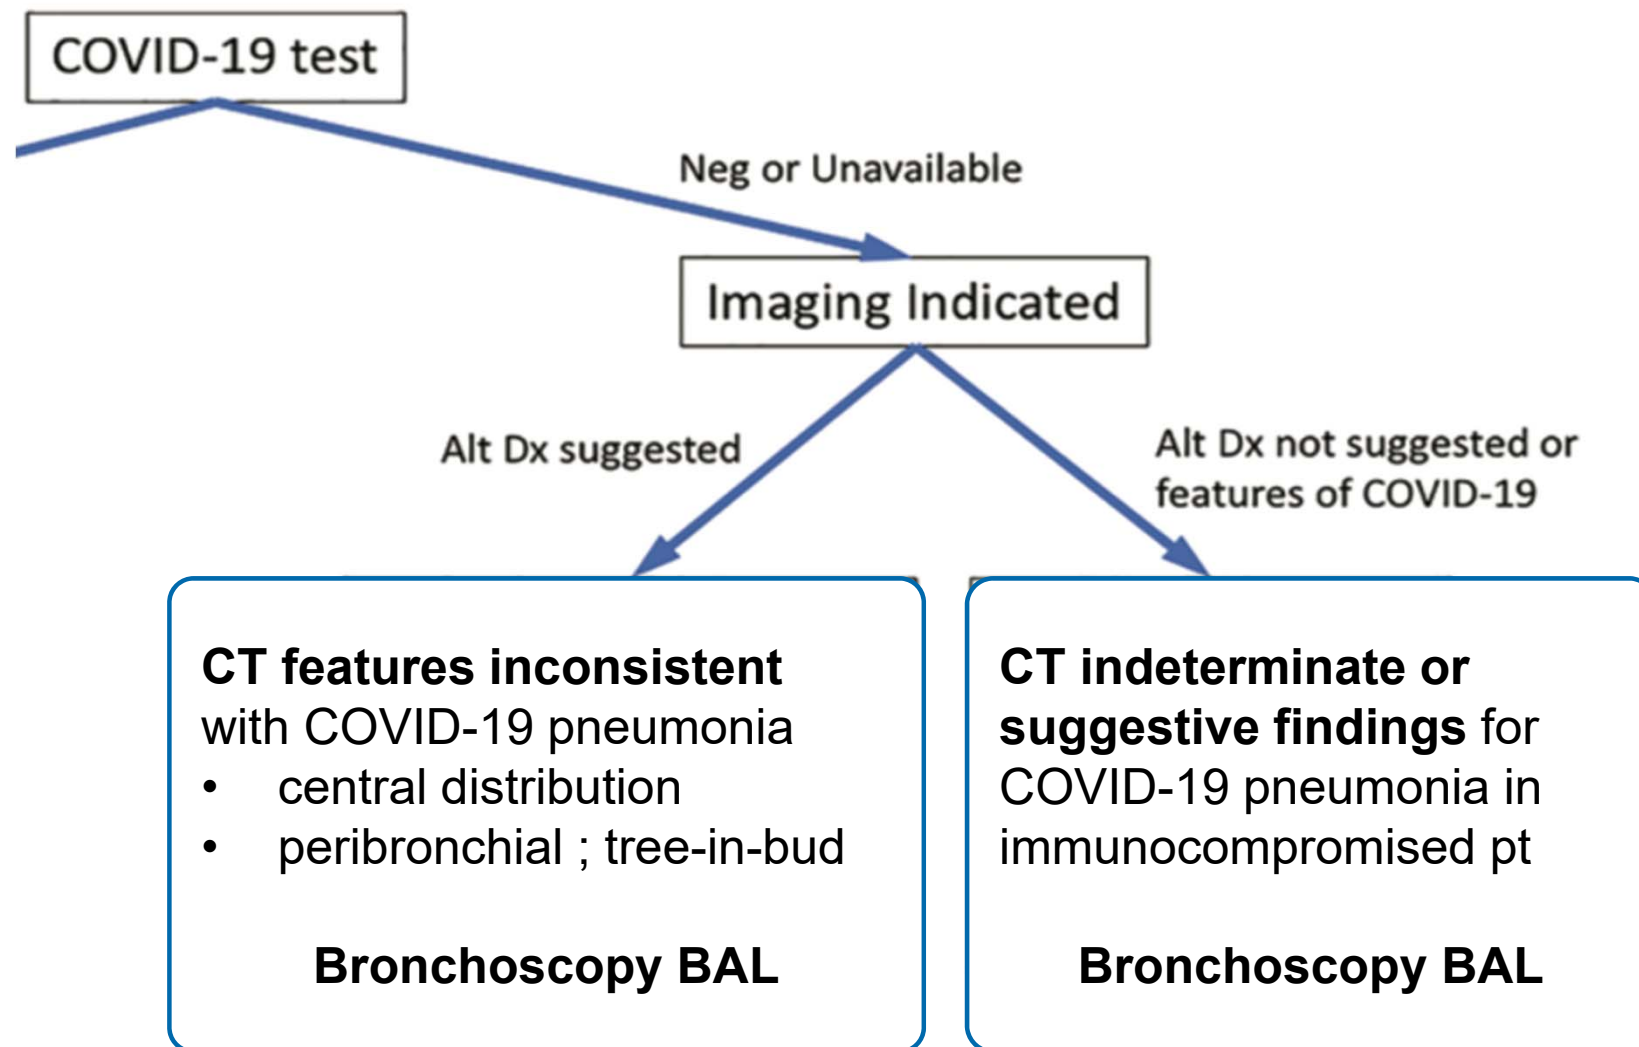 COVID-19 test
Neg or Unavailable
Imaging Indicated
Alt Dx suggested
Alt Dx not suggested or
features of COVID-19
CT features inconsistent
with COVID-19 pneumonia
• central distribution
• peribronchial ; tree-in-bud
Bronchoscopy BAL
CT indeterminate or
suggestive findings for
COVID-19 pneumonia in
immunocompromised pt
Bronchoscopy BAL